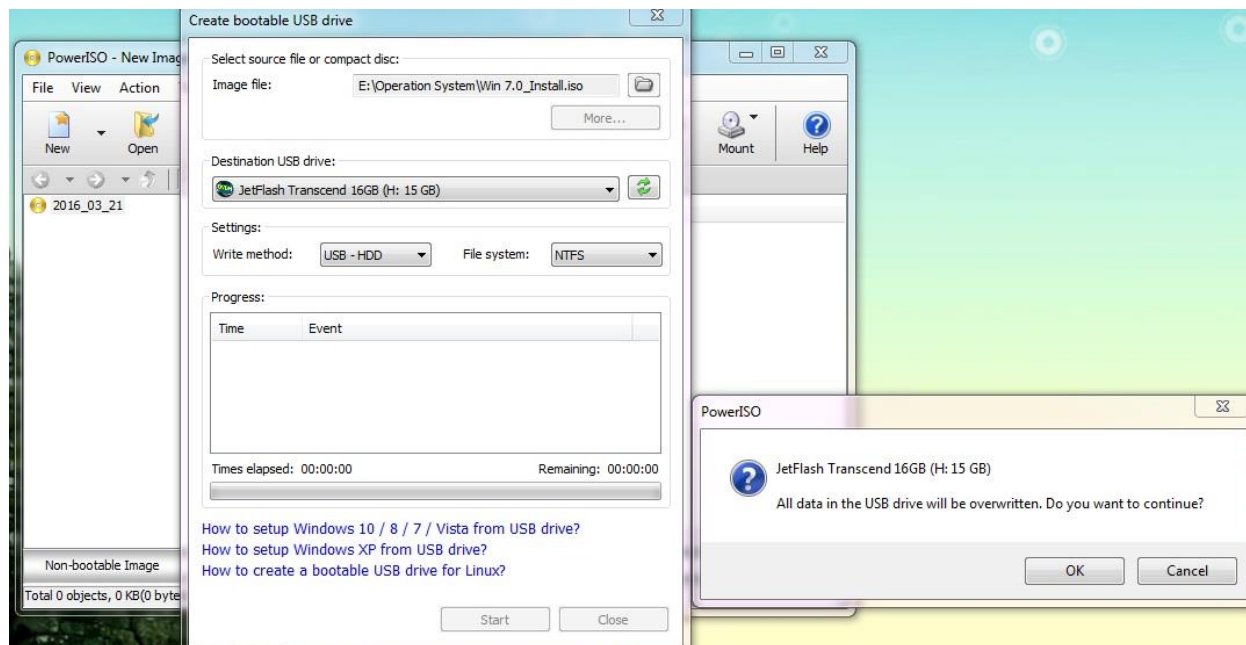 Create bootable USB drive
PowerISO - New Imag
File View Action
New
Open
Mount
Help
2016_03_21
Select source file or compact disc:
Image file: E:\Operation System\Win 7.0_Install.iso
More...
Destination USB drive:
JetFlash Transcend 16GB (H: 15 GB)
Settings:
Write method: USB - HDD File system: NTFS
Progress:
Time Event
Times elapsed: 00:00:00 Remaining: 00:00:00
How to setup Windows 10 / 8 / 7 / Vista from USB drive?
How to setup Windows XP from USB drive?
How to create a bootable USB drive for Linux?
Start Close
Non-bootable Image
Total 0 objects, 0 KB(0 byte
PowerISO
JetFlash Transcend 16GB (H: 15 GB)
All data in the USB drive will be overwritten. Do you want to continue?
OK Cancel